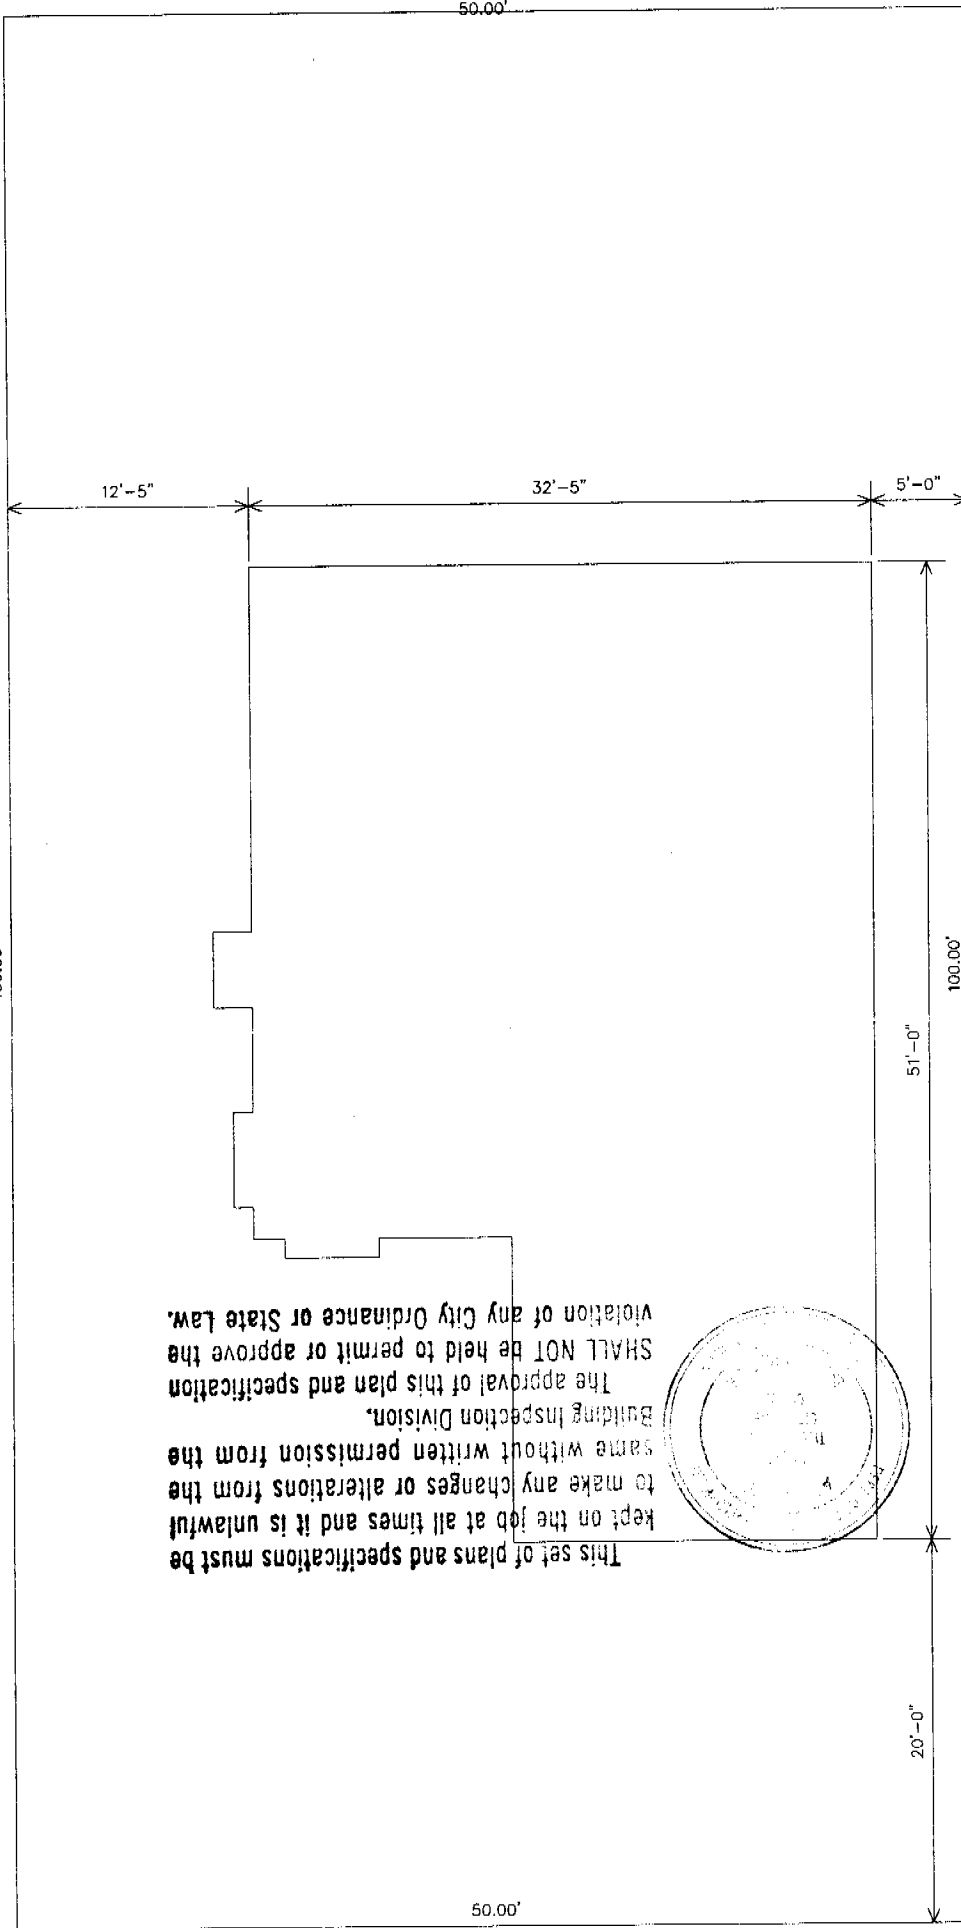 50.00'
12'-5"
32'-5"
5'-0"
100.00'
51'-0"
This set of plans and specifications must be
kept on the job at all times and it is unlawful
to make any changes or alterations from the
same without written permission from the
Building Inspection Division.
The approval of this plan and specification
SHALL NOT be held to permit or approve the
violation of any City Ordinance or State Law.
20'-0"
50.00'